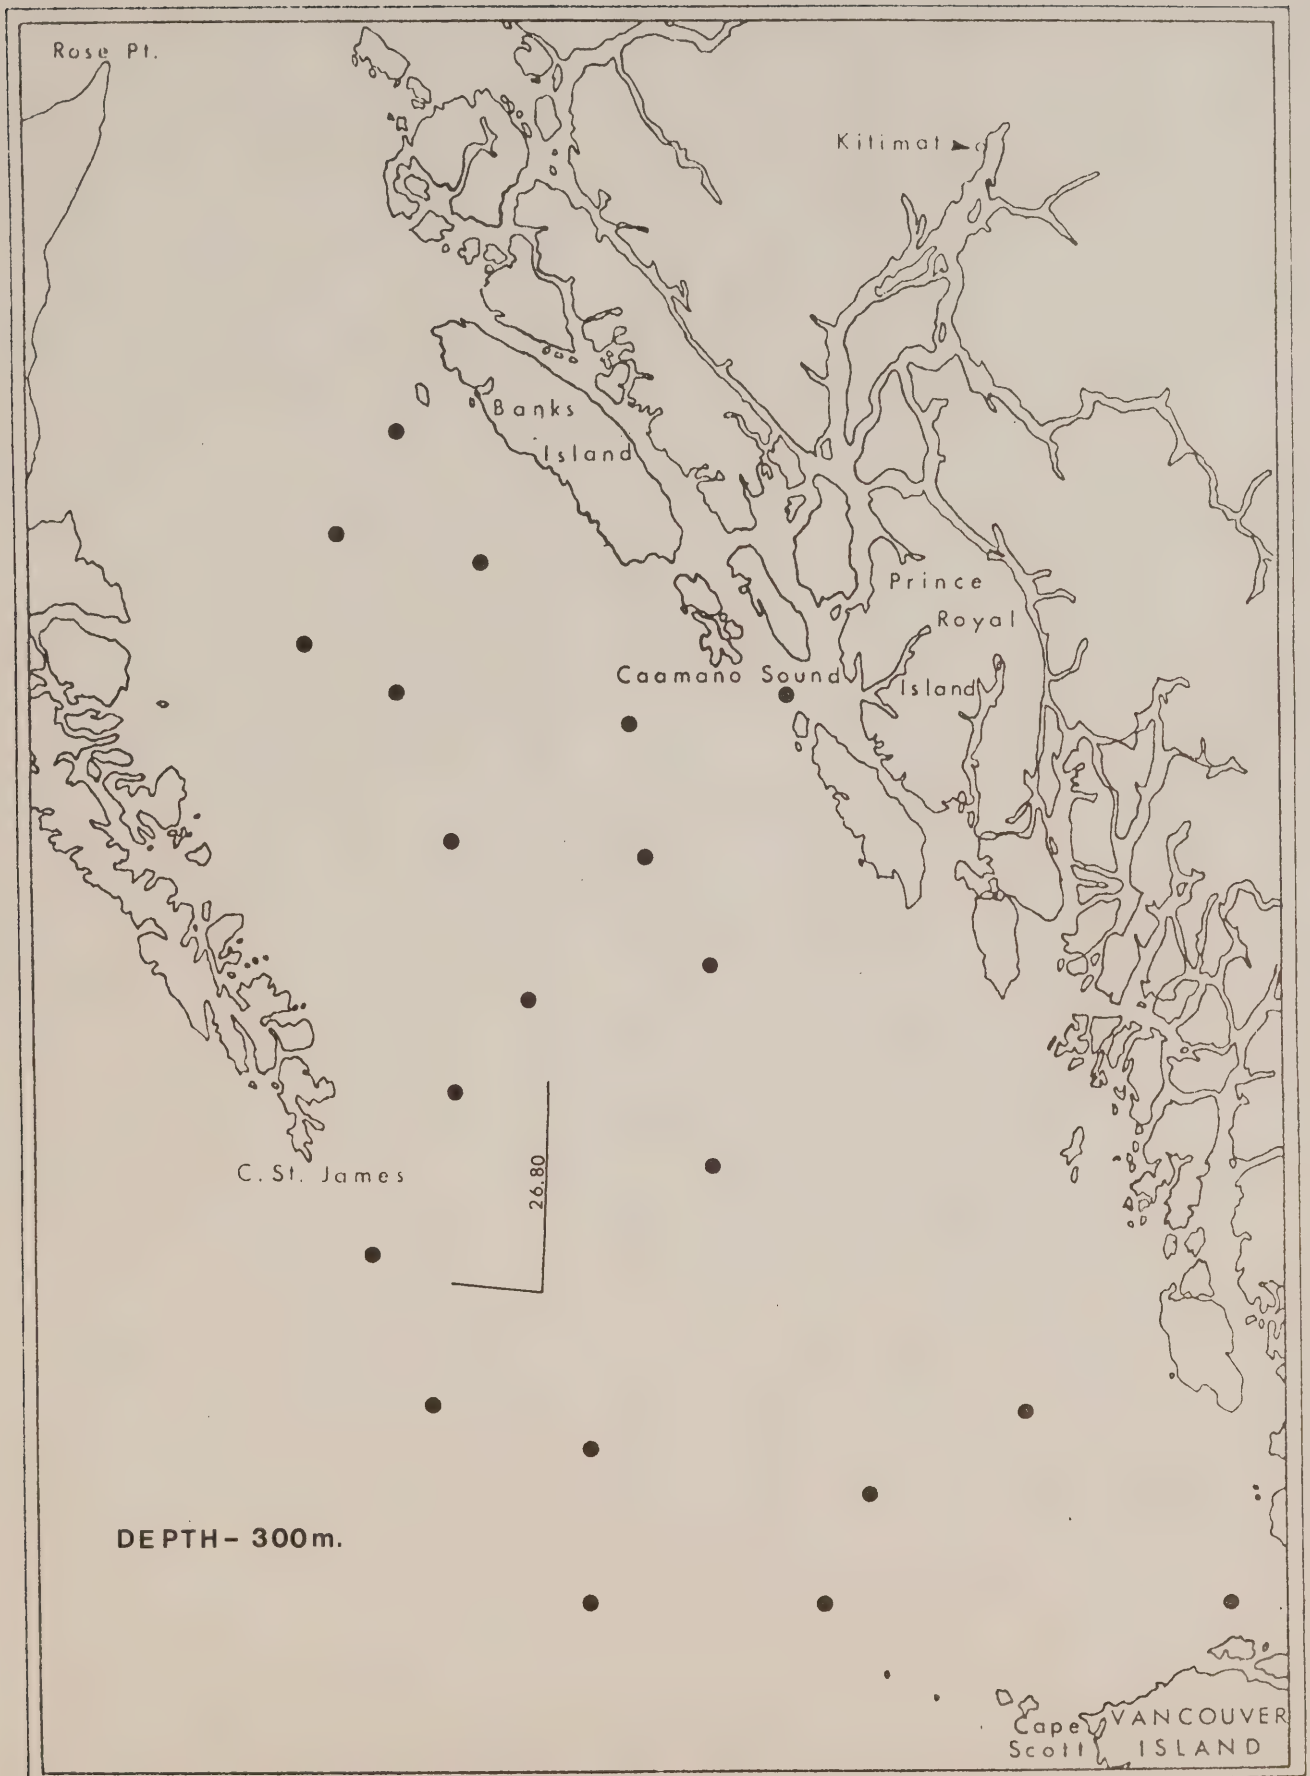 Rose Pt.
Kitimat
Banks
Island
Prince
Royal
Island
Caamano Sound
26.80
C. St. James
DEPTH- 300m.
Cape
Scott
VANCOUVER
ISLAND